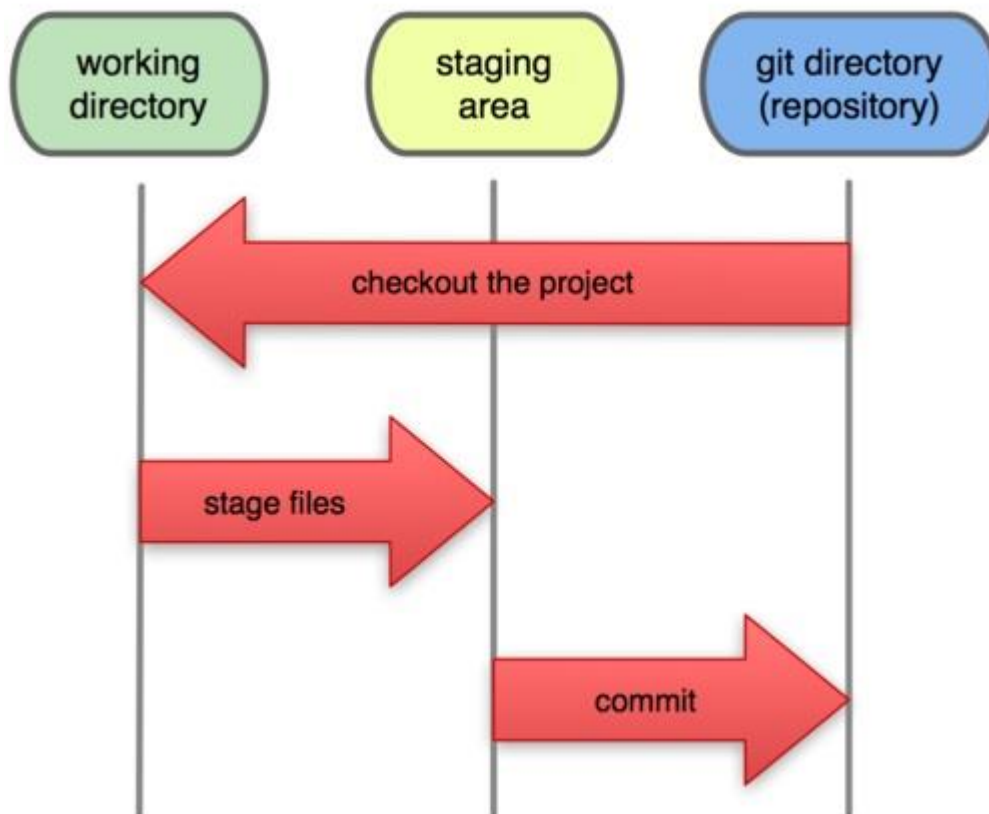 working
directory
staging
area
git directory
(repository)
checkout the project
stage files
commit